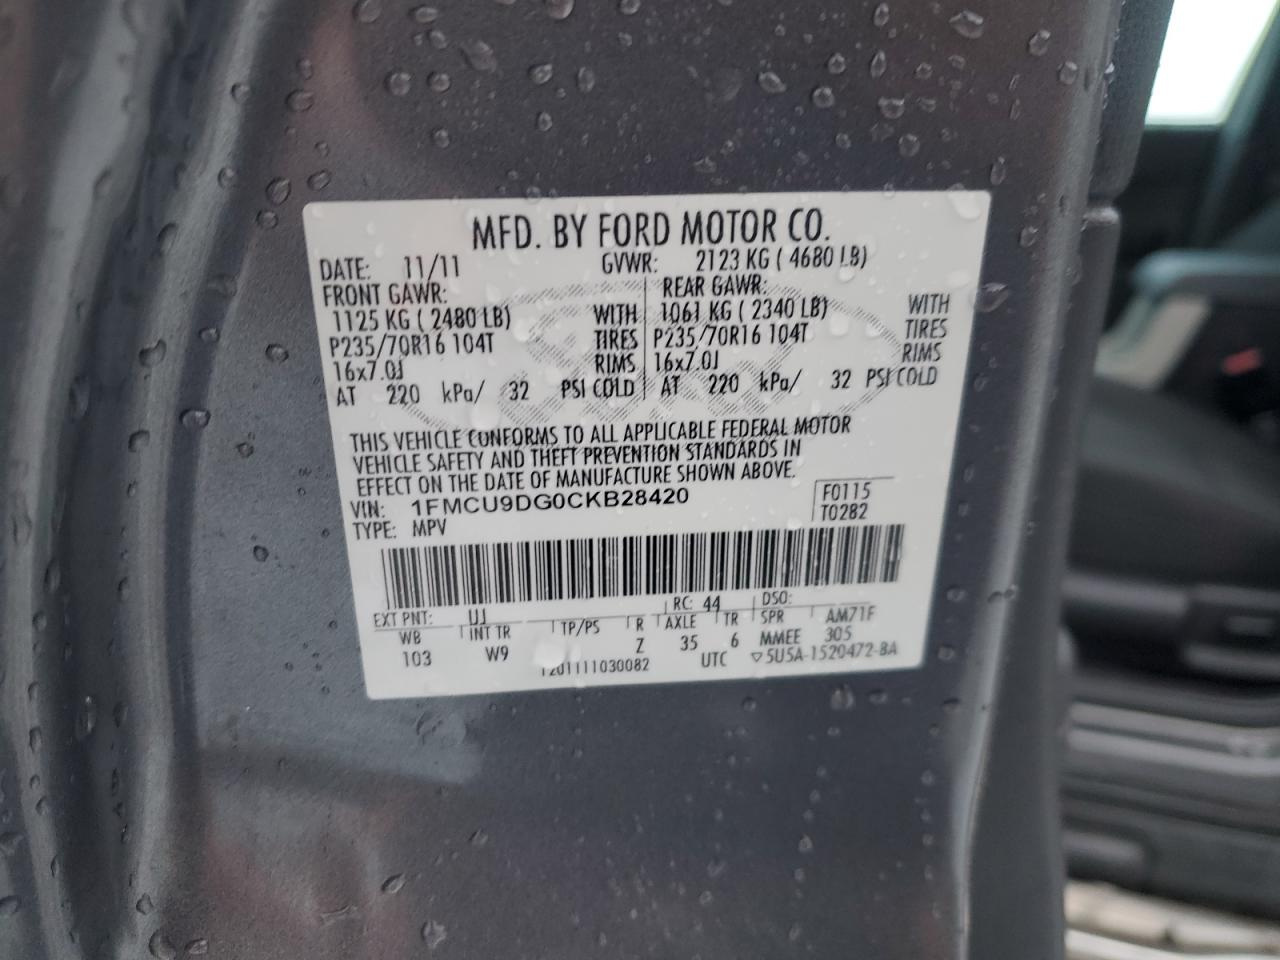 MFD. BY FORD MOTOR CO.
DATE: 11/11 GVWR: 2123 KG ( 4680 LB)
FRONT GAWR: REAR GAWR:
1125 KG ( 2480 LB) WITH 1061 KG ( 2340 LB) WITH
P235/70R16 104T TIRES P235/70R16 104T TIRES
16x7.0J RIMS 16x7.0J RIMS
AT 220 kPa/ 32 PSI COLD AT 220 kPa/ 32 PSI COLD
THIS VEHICLE CONFORMS TO ALL APPLICABLE FEDERAL MOTOR
VEHICLE SAFETY AND THEFT PREVENTION STANDARDS IN
EFFECT ON THE DATE OF MANUFACTURE SHOWN ABOVE.
VIN: 1FMCU9DG0CKB28420 F0115
TYPE: MPV T0282
EXT PNT: UJ RC: 44 DSO:
WB INT TR TP/PS R AXLE TR SPR AM71F
103 W9 Z 35 6 MMEE 305
1201111030082 UTC ▽5U5A-1520472-BA